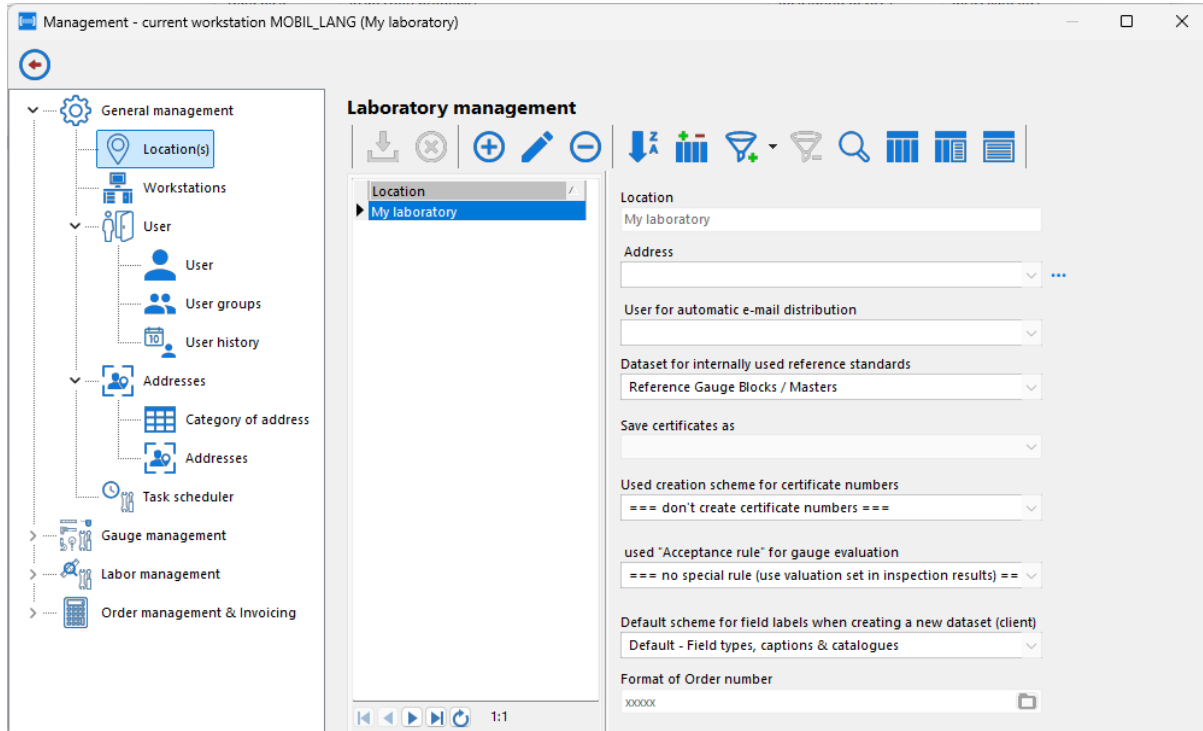 Management - current workstation MOBIL_LANG (My laboratory)
General management
Location(s)
Workstations
User
User
User groups
10
User history
Addresses
Category of address
Addresses
Task scheduler
Gauge management
Labor management
Order management & Invoicing
Laboratory management
Z
A
Location
My laboratory
1:1
Location
My laboratory
Address
User for automatic e-mail distribution
Dataset for internally used reference standards
Reference Gauge Blocks / Masters
Save certificates as
Used creation scheme for certificate numbers
=== don't create certificate numbers ===
used "Acceptance rule" for gauge evaluation
=== no special rule (use valuation set in inspection results) ==
Default scheme for field labels when creating a new dataset (client)
Default - Field types, captions & catalogues
Format of Order number
xxxxx